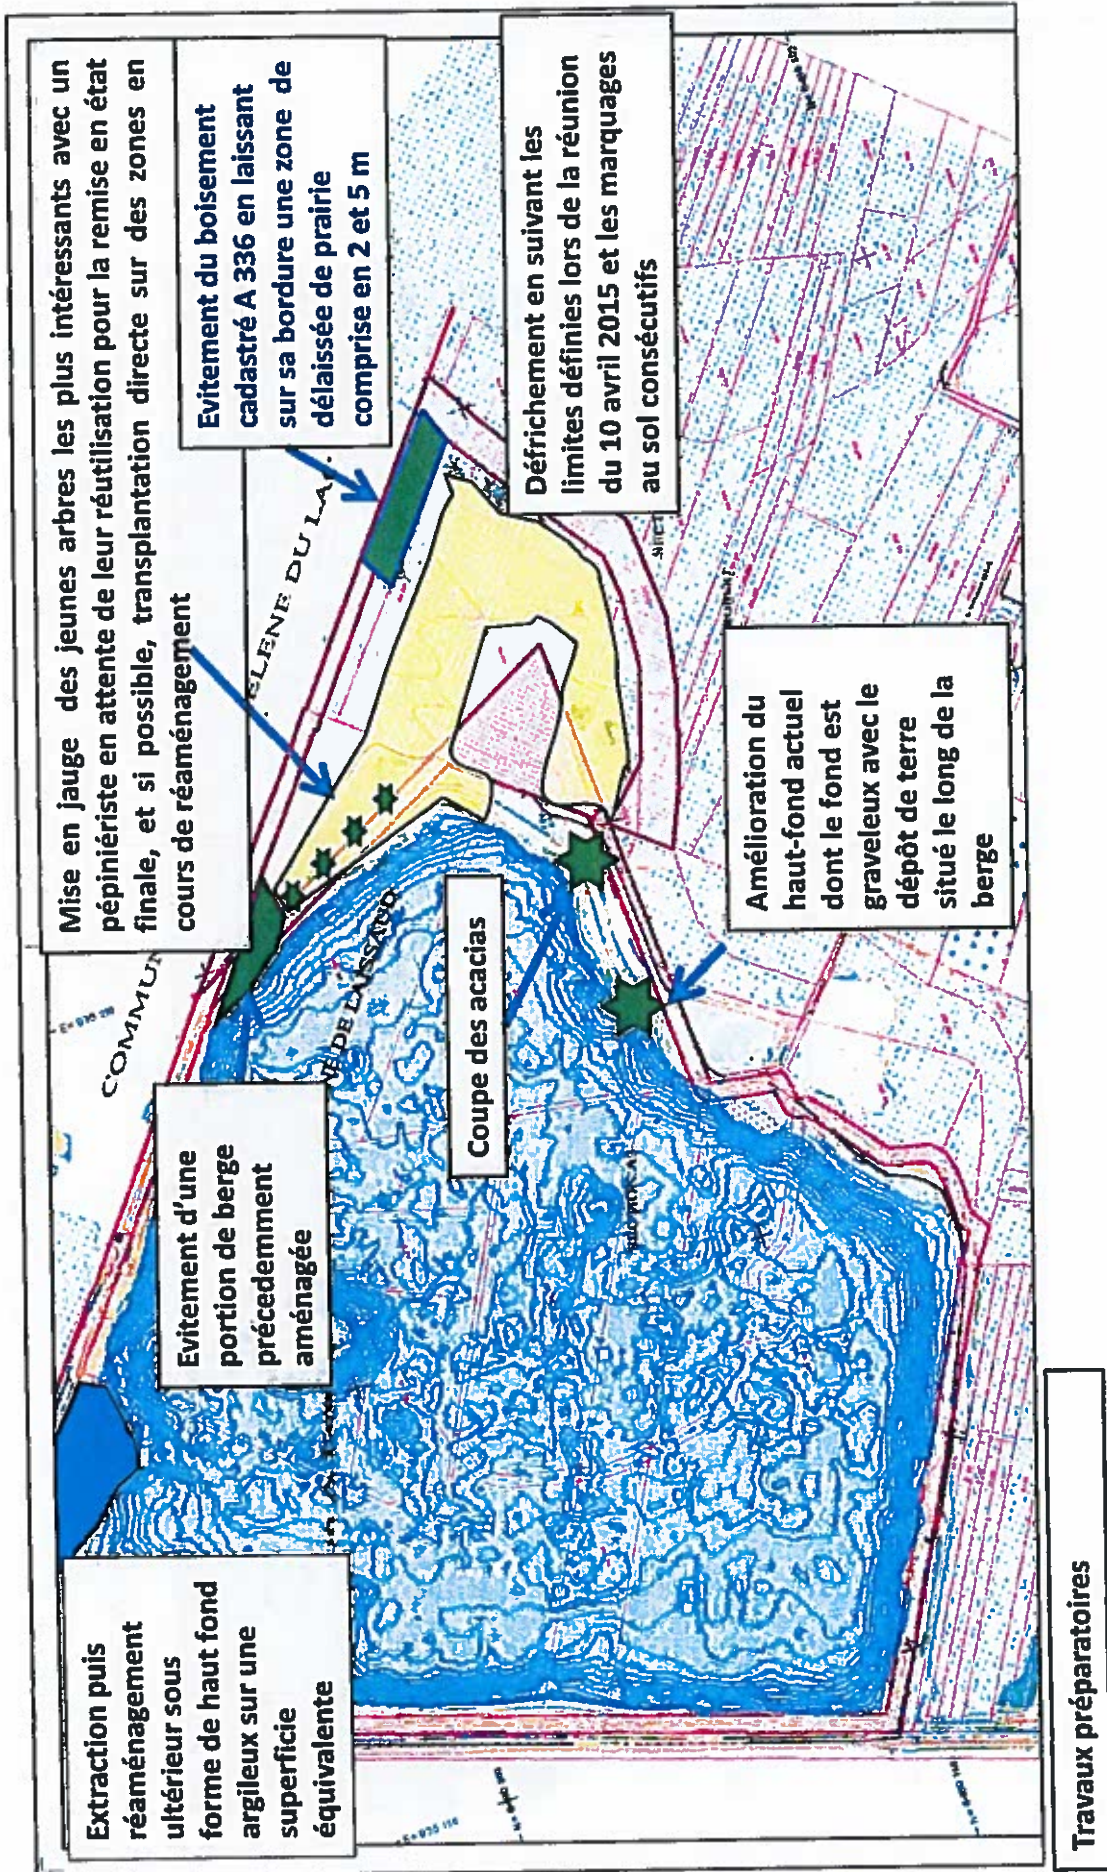 Mise en jauge des jeunes arbres les plus intéressants avec un
pépiniériste en attente de leur réutilisation pour la remise en état
finale, et si possible, transplantation directe sur des zones en
cours de réaménagement
Evitement du boisement
cadastré A 336 en laissant
sur sa bordure une zone de
délaissée de prairie
comprise en 2 et 5 m
Défrichement en suivant les
limites définies lors de la réunion
du 10 avril 2015 et les marquages
au sol consécutifs
Extraction puis
réaménagement
ultérieur sous
forme de haut fond
argileux sur une
superficie
équivalente
Evitement d'une
portion de berge
précedemment
aménagée
Coupe des acacias
Amélioration du
haut-fond actuel
dont le fond est
graveleux avec le
dépôt de terre
situé le long de la
berge
COMMUN
ELENE DU LA
NE DE LAISSAUD
Travaux préparatoires